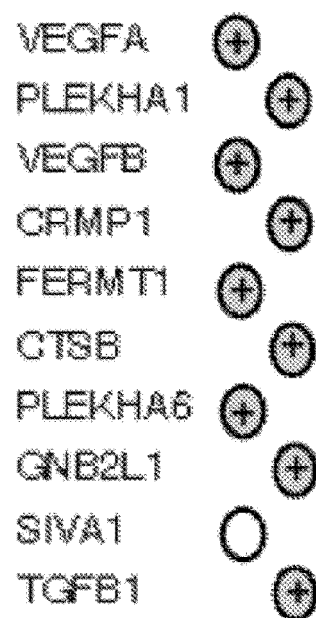 VEGFA +
PLEKHA1 +
VEGFB +
CRMP1 +
FERMT1 +
CTSB +
PLEKHA6 +
GNB2L1 +
SIVA1
TGFB1 +